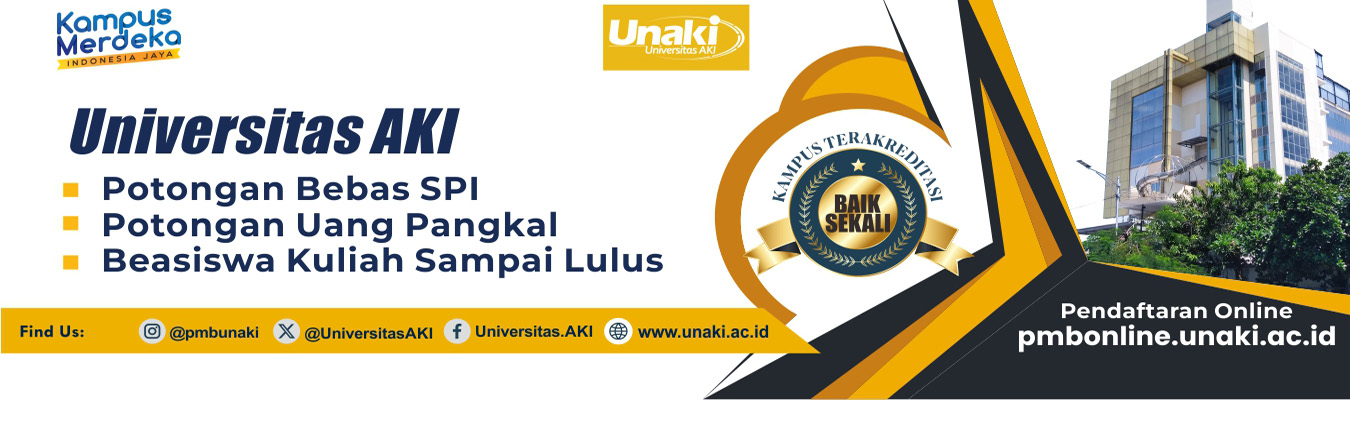 Kampus
Merdeka
INDONESIA JAYA
Unaki
Universitas AKI
Universitas AKI
Potongan Bebas SPI
Potongan Uang Pangkal
Beasiswa Kuliah Sampai Lulus
KAMPUS TERAKREDITASI
BAIK
SEKALI
Find Us: @pmbunaki @UniversitasAKI Universitas.AKI www.unaki.ac.id
Pendaftaran Online
pmbonline.unaki.ac.id